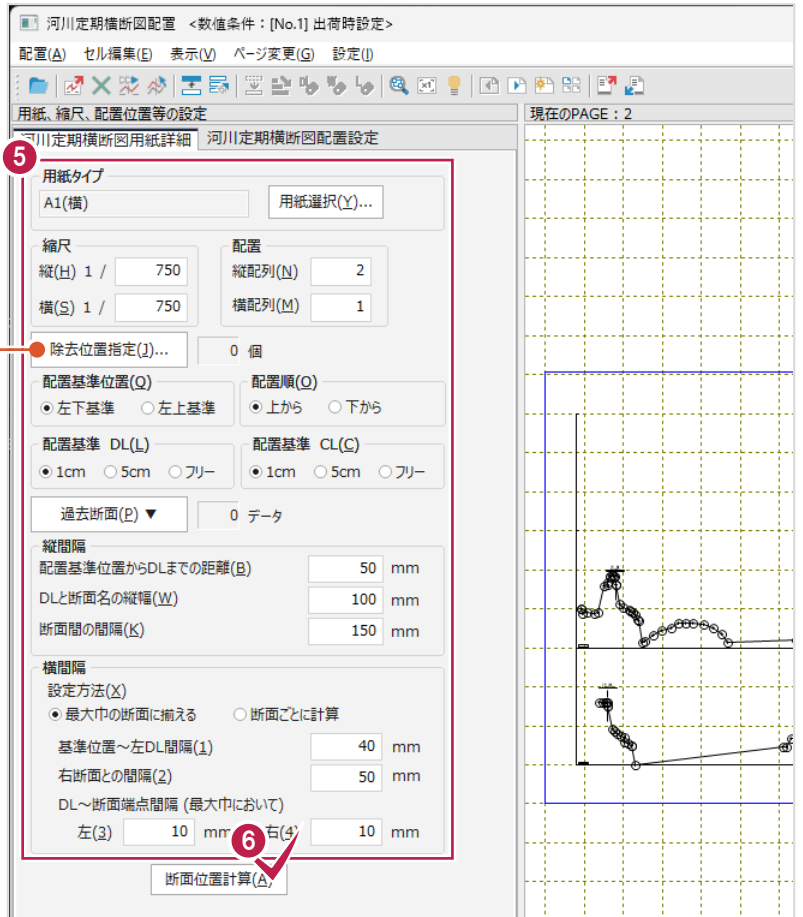 河川定期横断図配置 <数値条件：[No.1] 出荷時設定>
配置(A) セル編集(E) 表示(V) ページ変更(G) 設定(I)
用紙、縮尺、配置位置等の設定
現在のPAGE：2
河川定期横断図用紙詳細 河川定期横断図配置設定
5
用紙タイプ
A1(横) 用紙選択(Y)...
縮尺 配置
縦(H) 1 / 750 縦配列(N) 2
横(S) 1 / 750 横配列(M) 1
除去位置指定(J)... 0 個
配置基準位置(Q) 配置順(O)
左下基準 左上基準 上から 下から
配置基準 DL(L) 配置基準 CL(C)
1cm 5cm フリー 1cm 5cm フリー
過去断面(P) ▼ 0 データ
縦間隔
配置基準位置からDLまでの距離(B) 50 mm
DLと断面名の縦幅(W) 100 mm
断面間の間隔(K) 150 mm
横間隔
設定方法(X)
最大巾の断面に揃える 断面ごとに計算
基準位置～左DL間隔(1) 40 mm
右断面との間隔(2) 50 mm
DL～断面端点間隔 (最大巾において)
左(3) 10 mm 右(4) 10 mm
6
断面位置計算(A)